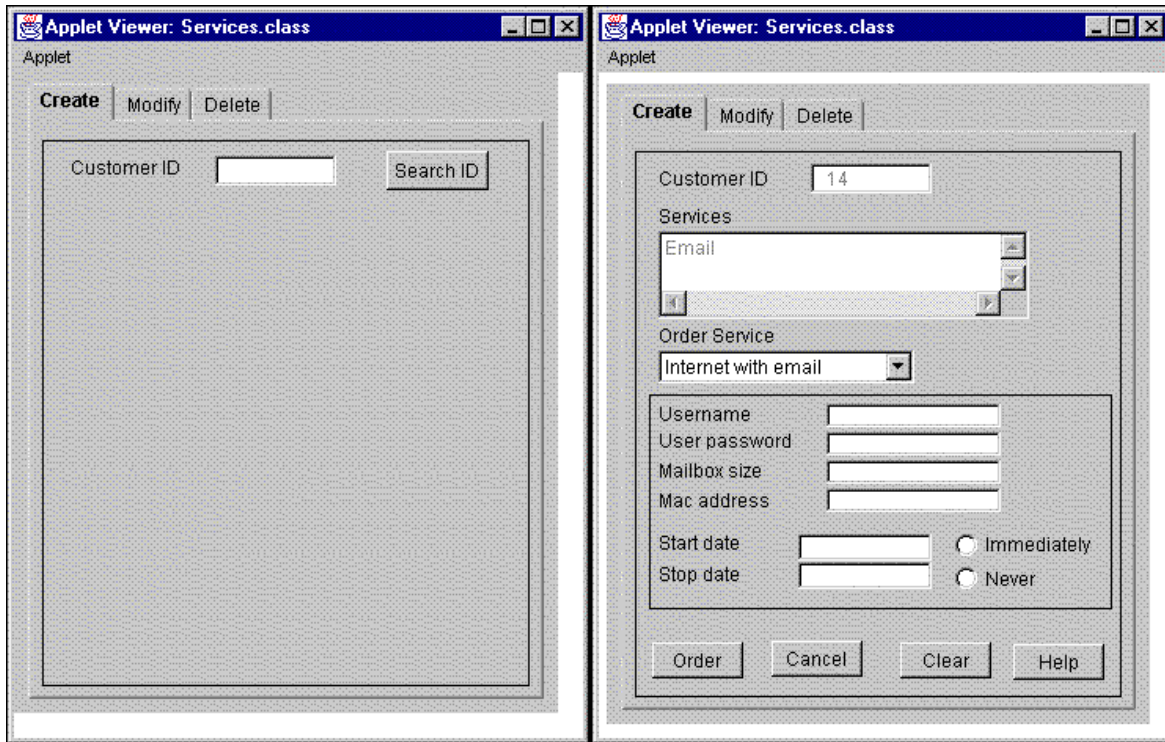 Applet Viewer: Services.class
Applet
Create Modify Delete
Customer ID Search ID
Applet Viewer: Services.class
Applet
Create Modify Delete
Customer ID 14
Services
Email
Order Service
Internet with email
Username
User password
Mailbox size
Mac address
Start date Immediately
Stop date Never
Order Cancel Clear Help